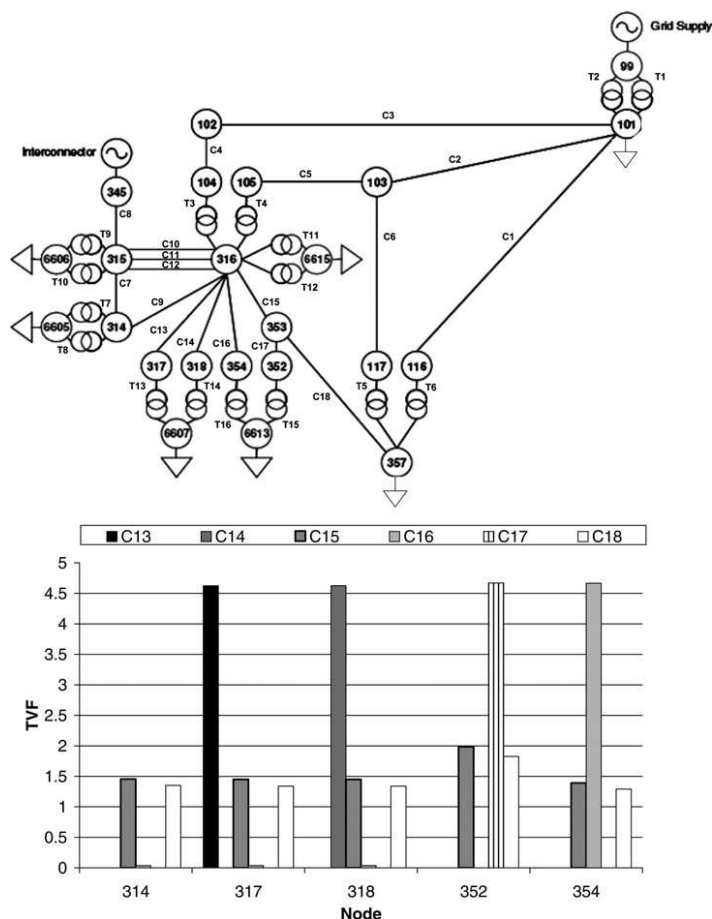 Grid Supply
99
T2 T1
C3
102 101
Interconnector C4 C2
104 105 C5 103
345 T3 T4 C1
C8 T11 C6
T9 C10
6606 315 C11 316 6615
T10 C12 T12
C7
T7 C9 C15
6605 314 353
T8 C13 C14 C16 C17
317 318 354 352 117 116
T13 T14 C18 T5 T6
T16 T15
6607 6613
357
C13 C14 C15 C16 C17 C18
5
4.5
4
3.5
3
2.5
2
1.5
1
0.5
0
TVF
314 317 318 352 354
Node